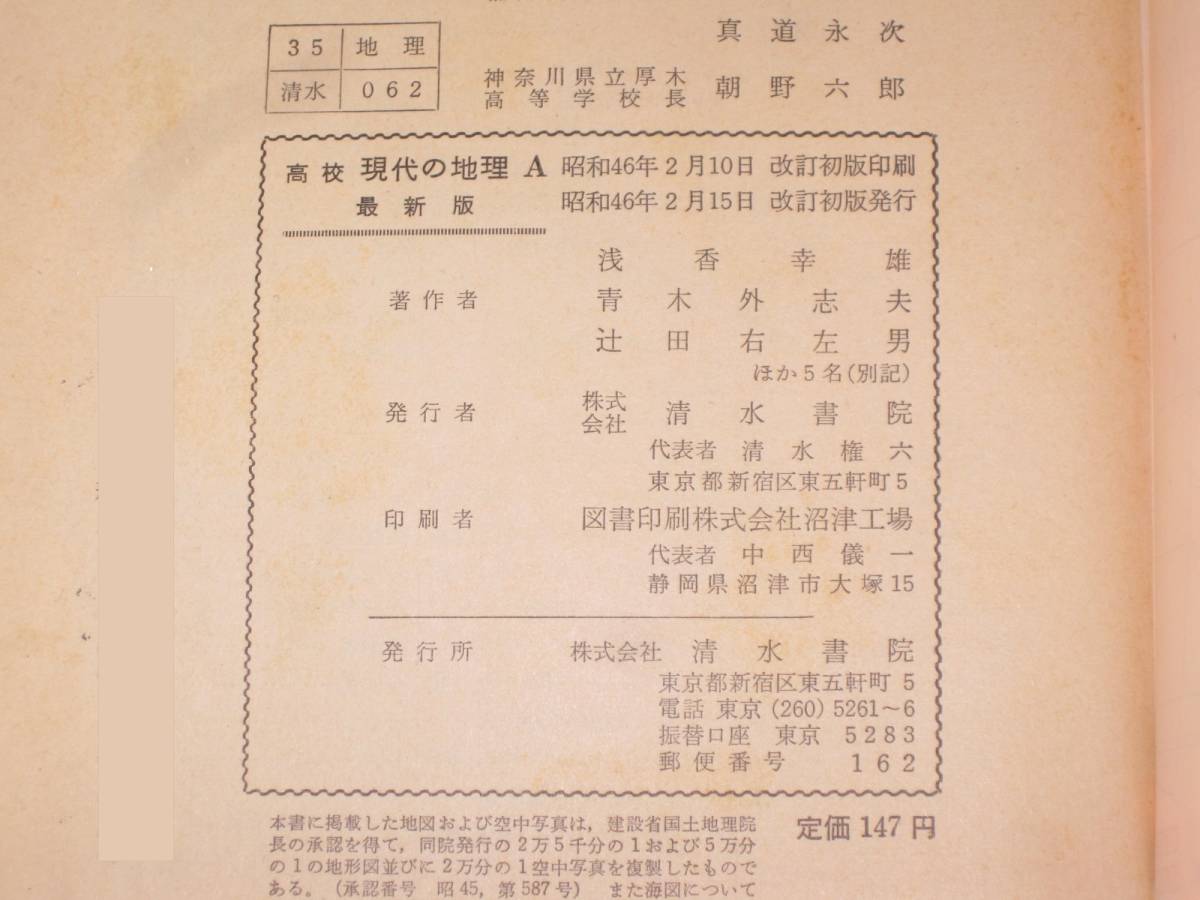 35 地理
清水 062
真道永次
神奈川県立厚木
高等学校長
朝野六郎
高校 現代の地理 A
最新版
昭和46年2月10日 改訂初版印刷
昭和46年2月15日 改訂初版発行
著作者
浅香幸雄
青木外志夫
辻田右左男
ほか5名(別記)
発行者 株式会社 清水書院
代表者 清水権六
東京都新宿区東五軒町5
印刷者 図書印刷株式会社沼津工場
代表者 中西儀一
静岡県沼津市大塚15
発行所 株式会社 清水書院
東京都新宿区東五軒町 5
電話 東京(260)5261~6
振替口座 東京 5283
郵便番号 162
本書に掲載した地図および空中写真は,建設省国土地理院
長の承認を得て,同院発行の2万5千分の1および5万分
の1の地形図並びに2万分の1空中写真を複製したもので
ある。(承認番号 昭45,第587号) また海図について
定価 147 円